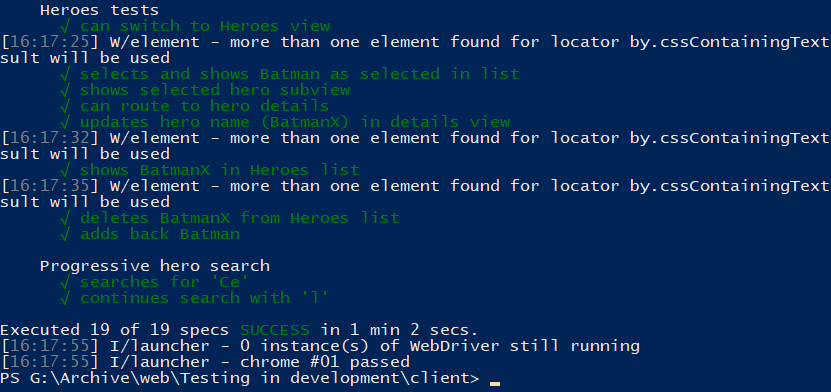 Heroes tests
√ can switch to Heroes view
[16:17:25] W/element - more than one element found for locator by.cssContainingText
sult will be used
√ selects and shows Batman as selected in list
√ shows selected hero subview
√ can route to hero details
√ updates hero name (BatmanX) in details view
[16:17:32] W/element - more than one element found for locator by.cssContainingText
sult will be used
√ shows BatmanX in Heroes list
[16:17:35] W/element - more than one element found for locator by.cssContainingText
sult will be used
√ deletes BatmanX from Heroes list
√ adds back Batman
Progressive hero search
√ searches for 'Ce'
√ continues search with 'l'
Executed 19 of 19 specs SUCCESS in 1 min 2 secs.
[16:17:55] I/launcher - 0 instance(s) of WebDriver still running
[16:17:55] I/launcher - chrome #01 passed
PS G:\Archive\web\Testing in development\client> _